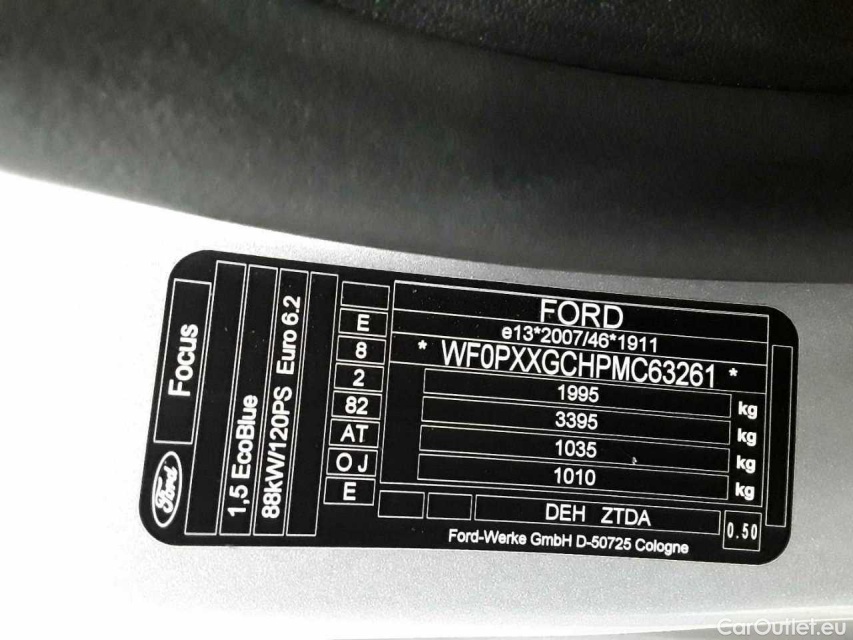 Focus
Ford
1,5 EcoBlue
88kW/120PS Euro 6.2
E
8
2
82
AT
OJ
E
FORD
e13*2007/46*1911
* WF0PXXGCHPMC63261 *
1995 kg
3395 kg
1035 kg
1010 kg
DEH ZTDA
0.50
Ford-Werke GmbH D-50725 Cologne
CarOutlet.eu